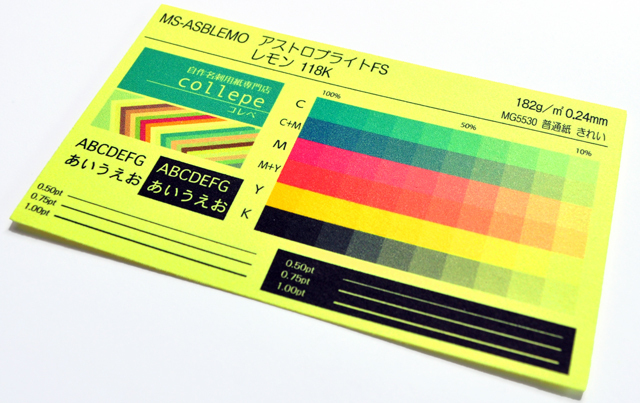 MS-ASBLEMO アストロブライトFS
レモン 118K
182g/㎡ 0.24mm
MG5530 普通紙 きれい
自作名刺用紙専門店
collepe
コレペ
ABCDEFG
あいうえお
ABCDEFG
あいうえお
0.50pt
0.75pt
1.00pt
100% 50% 10%
C
C+M
M
M+Y
Y
K
0.50pt
0.75pt
1.00pt